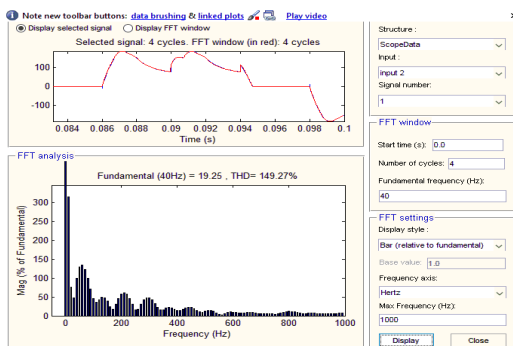 Note new toolbar buttons: data brushing & linked plots Play video
Display selected signal Display FFT window
Selected signal: 4 cycles. FFT window (in red): 4 cycles
100
0
-100
0.084 0.086 0.088 0.09 0.092 0.094 0.096 0.098 0.1
Time (s)
FFT analysis
Fundamental (40Hz) = 19.25 , THD= 149.27%
300
250
200
150
100
50
0
0 200 400 600 800 1000
Frequency (Hz)
Mag (% of Fundamental)
Structure :
ScopeData
Input :
input 2
Signal number:
1
FFT window
Start time (s): 0.0
Number of cycles: 4
Fundamental frequency (Hz):
40
FFT settings
Display style :
Bar (relative to fundamental)
Base value: 1.0
Frequency axis:
Hertz
Max Frequency (Hz):
1000
Display Close